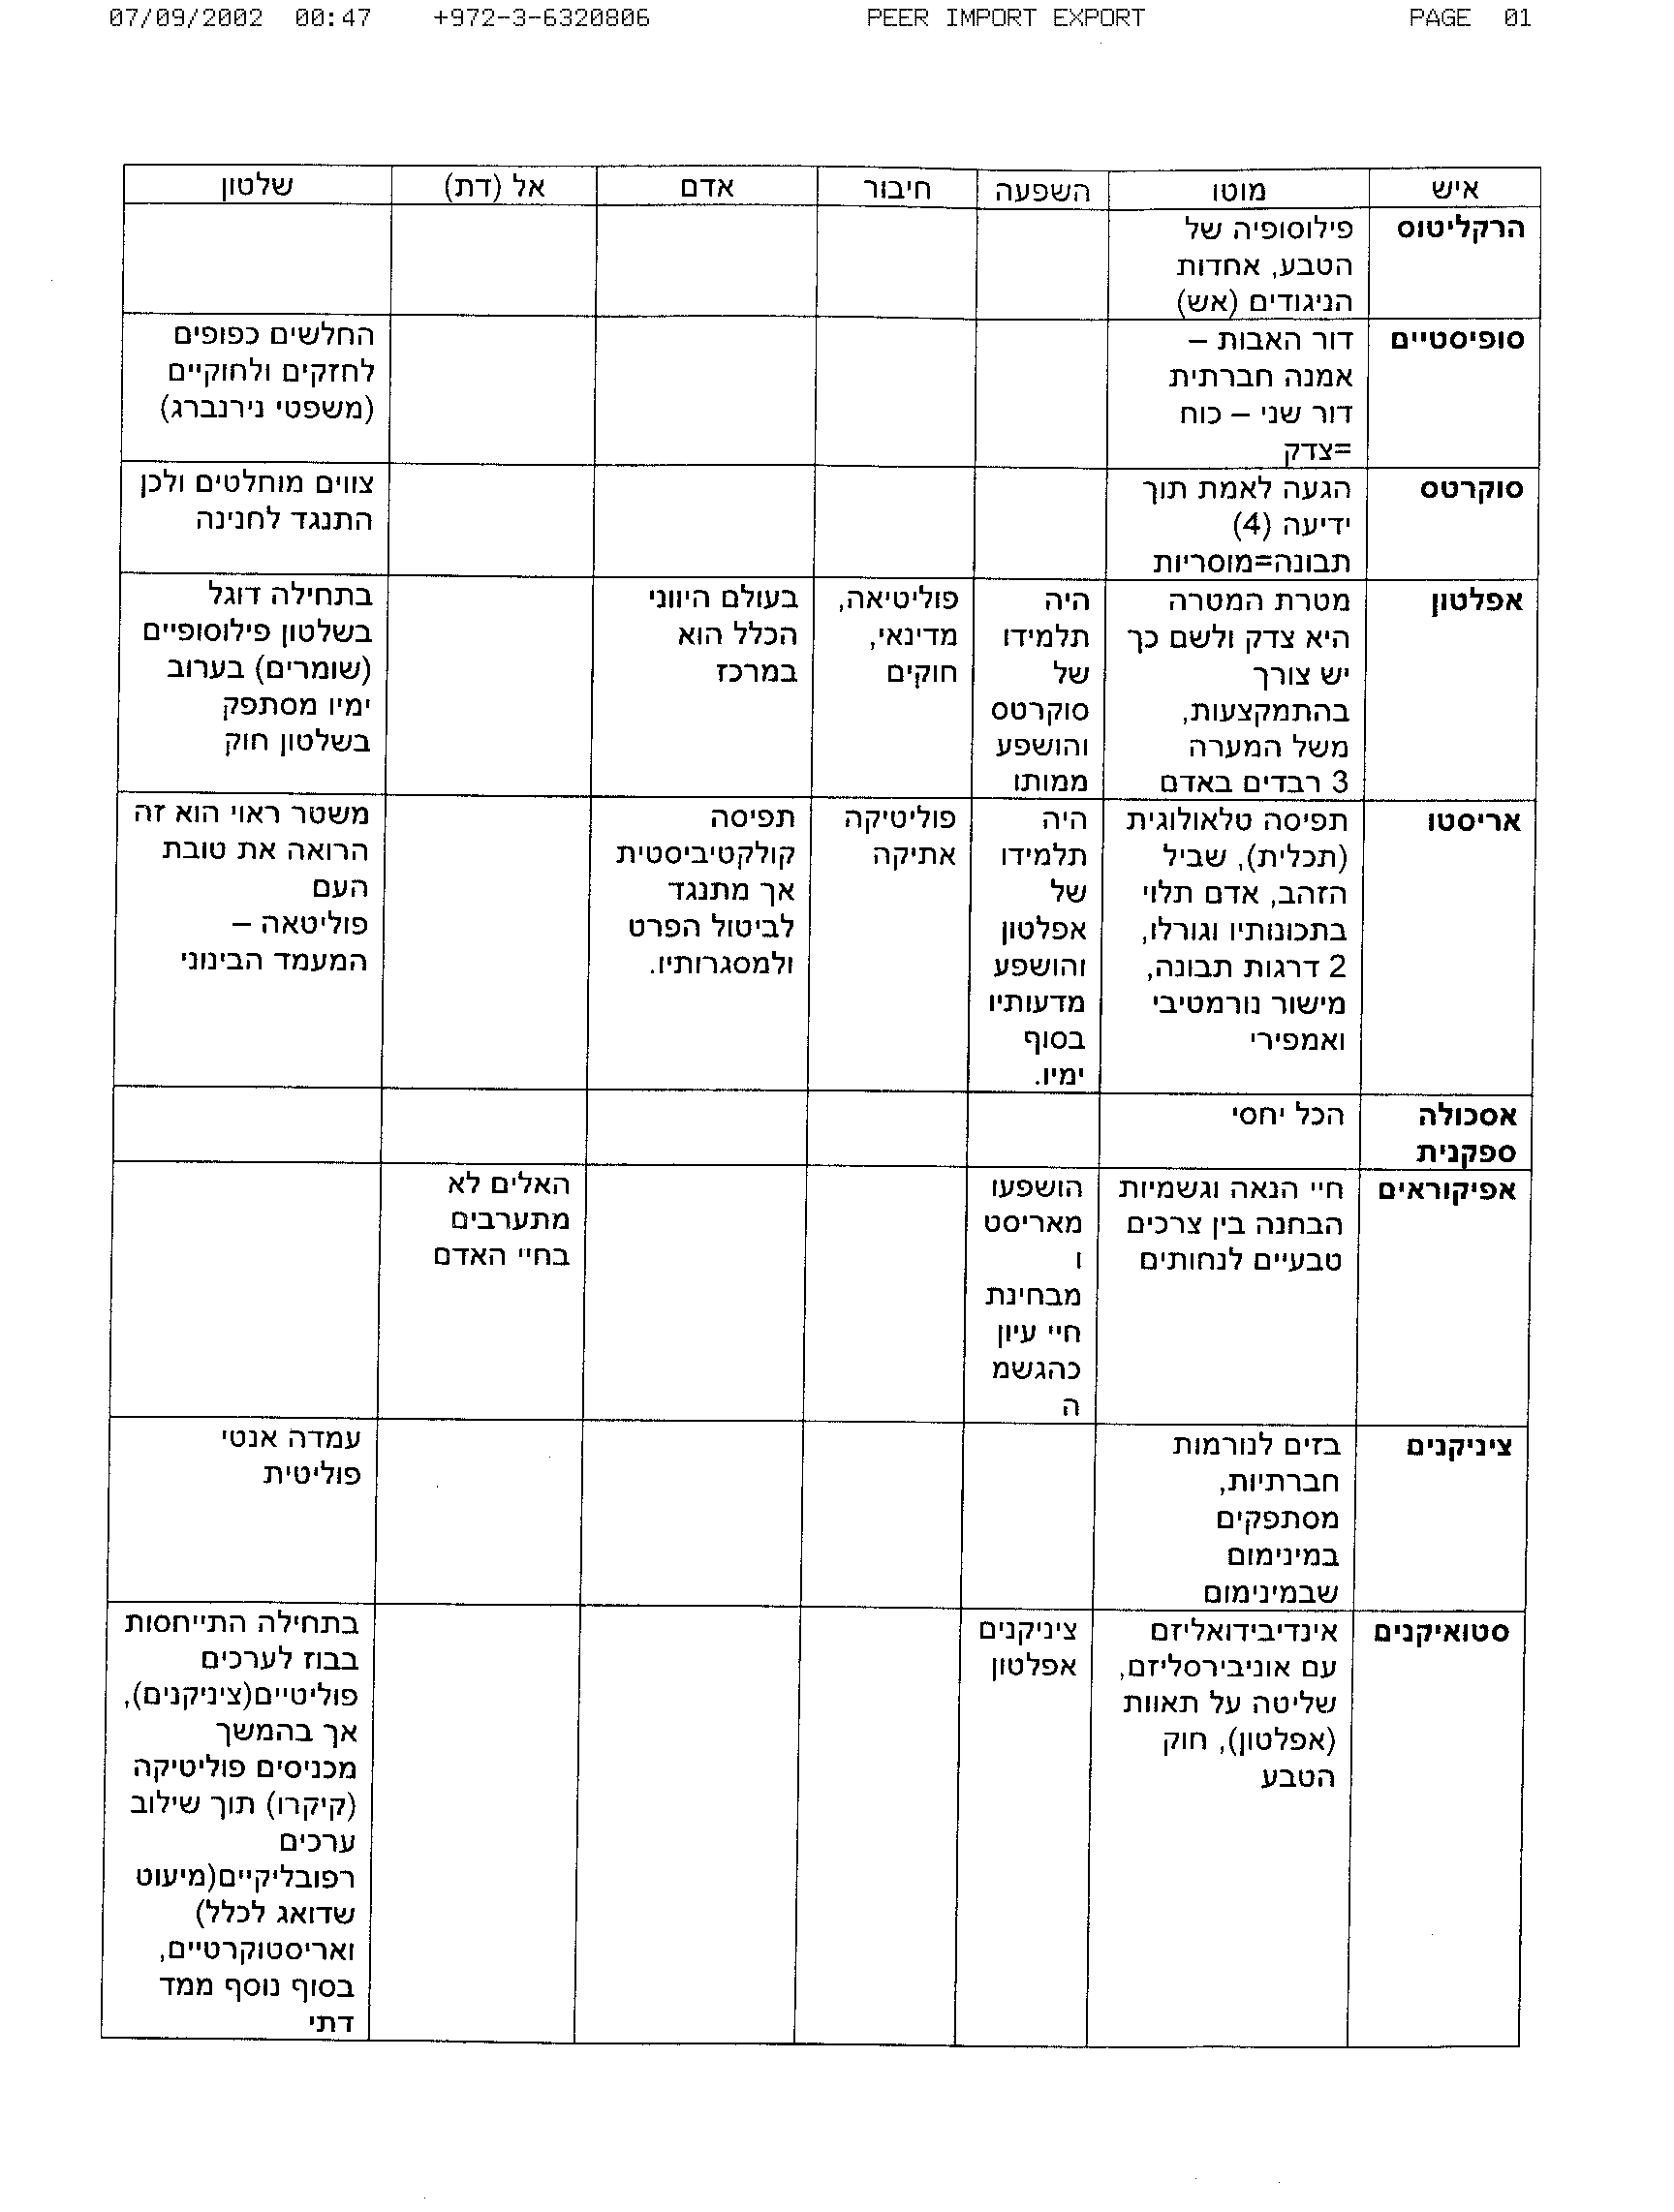 07/09/2002 00:47 +972-3-6320806 PEER IMPORT EXPORT PAGE 01
איש מוטו השפעה חיבור אדם אל (דת) שלטון
הרקליטוס
פילוסופיה של
הטבע, אחדות
הניגודים (אש)
סופיסטיים
דור האבות –
אמנה חברתית
דור שני – כוח
=צדק
החלשים כפופים
לחזקים ולחוקיים
(משפטי נירנברג)
סוקרטס
הגעה לאמת תוך
ידיעה (4)
תבונה=מוסריות
צווים מוחלטים ולכן
התנגד לחנינה
אפלטון
מטרת המטרה
היא צדק ולשם כך
יש צורך
בהתמקצעות,
משל המערה
3 רבדים באדם
היה
תלמידו
של
סוקרטס
והושפע
ממותו
פוליטיאה,
מדינאי,
חוקים
בעולם היווני
הכלל הוא
במרכז
בתחילה דוגל
בשלטון פילוסופיים
(שומרים) בערוב
ימיו מסתפק
בשלטון חוק
אריסטו
תפיסה טלאולוגית
(תכלית), שביל
הזהב, אדם תלוי
בתכונותיו וגורלו,
2 דרגות תבונה,
מישור נורמטיבי
ואמפירי
היה
תלמידו
של
אפלטון
והושפע
מדעותיו
בסוף
ימיו.
פוליטיקה
אתיקה
תפיסה
קולקטיביסטית
אך מתנגד
לביטול הפרט
ולמסגרותיו.
משטר ראוי הוא זה
הרואה את טובת
העם
פוליטאה –
המעמד הבינוני
אסכולה
ספקנית
הכל יחסי
אפיקוראים
חיי הנאה וגשמיות
הבחנה בין צרכים
טבעיים לנחותים
הושפעו
מאריסט
ו
מבחינת
חיי עיון
כהגשמ
ה
האלים לא
מתערבים
בחיי האדם
ציניקנים
בזים לנורמות
חברתיות,
מסתפקים
במינימום
שבמינימום
עמדה אנטי
פוליטית
סטואיקנים
אינדיבידואליזם
עם אוניבירסליזם,
שליטה על תאוות
(אפלטון), חוק
הטבע
ציניקנים
אפלטון
בתחילה התייחסות
בבוז לערכים
פוליטיים(ציניקנים),
אך בהמשך
מכניסים פוליטיקה
(קיקרו) תוך שילוב
ערכים
רפובליקיים(מיעוט
שדואג לכלל)
ואריסטוקרטיים,
בסוף נוסף ממד
דתי